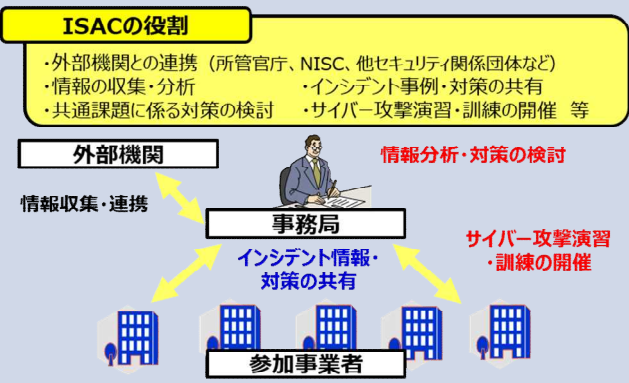 ISACの役割
・外部機関との連携（所管官庁、NISC、他セキュリティ関係団体など）
・情報の収集・分析　・インシデント事例・対策の共有
・共通課題に係る対策の検討　・サイバー攻撃演習・訓練の開催　等
外部機関
情報分析・対策の検討
情報収集・連携
事務局
サイバー攻撃演習
・訓練の開催
インシデント情報・
対策の共有
参加事業者